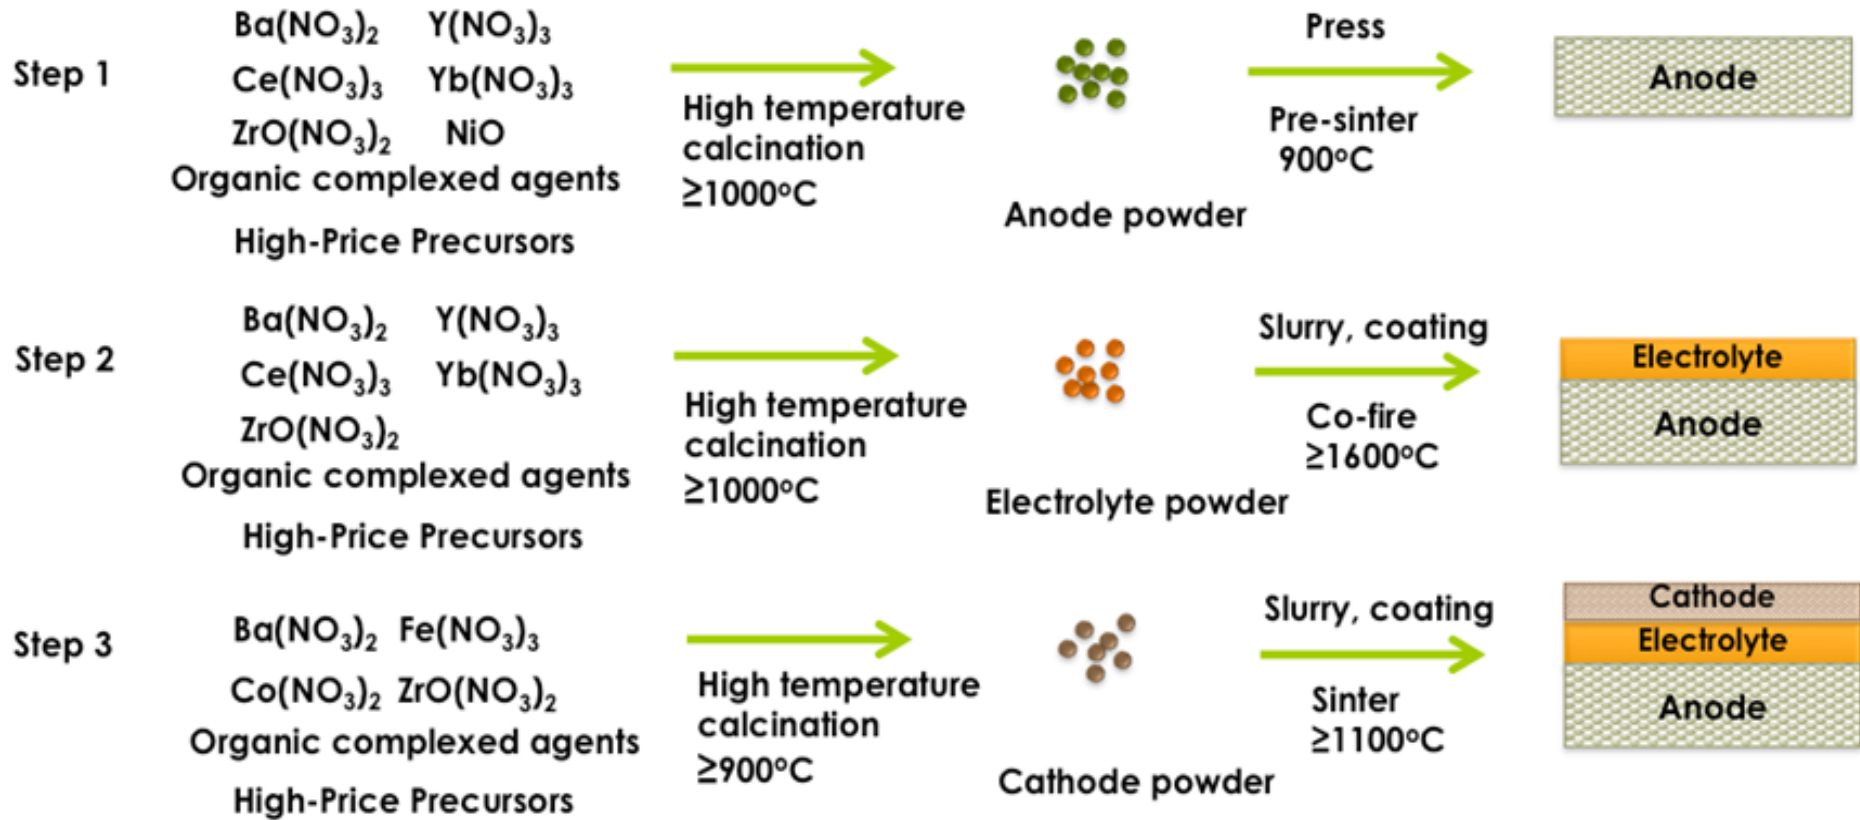 Step 1
Ba(NO₃)₂ Y(NO₃)₃
Ce(NO₃)₃ Yb(NO₃)₃
ZrO(NO₃)₂ NiO
Organic complexed agents
High-Price Precursors
High temperature
calcination
≥1000°C
Anode powder
Press
Pre-sinter
900°C
Anode
Step 2
Ba(NO₃)₂ Y(NO₃)₃
Ce(NO₃)₃ Yb(NO₃)₃
ZrO(NO₃)₂
Organic complexed agents
High-Price Precursors
High temperature
calcination
≥1000°C
Electrolyte powder
Slurry, coating
Co-fire
≥1600°C
Electrolyte
Anode
Step 3
Ba(NO₃)₂ Fe(NO₃)₃
Co(NO₃)₂ ZrO(NO₃)₂
Organic complexed agents
High-Price Precursors
High temperature
calcination
≥900°C
Cathode powder
Slurry, coating
Sinter
≥1100°C
Cathode
Electrolyte
Anode